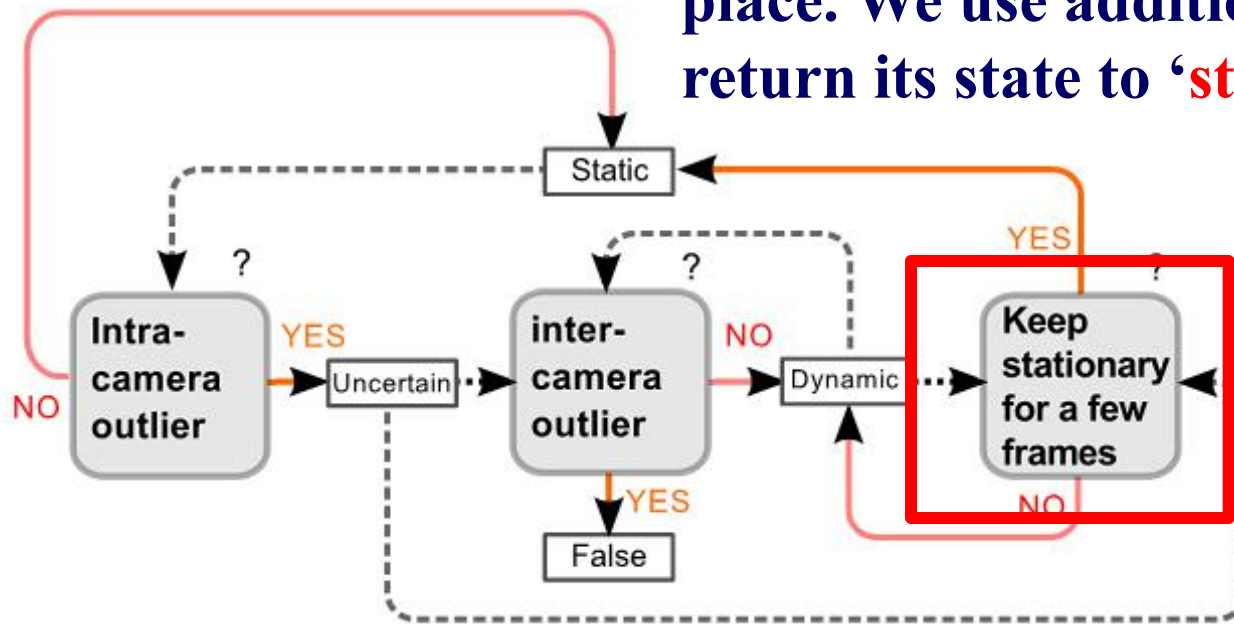 place. We use additio
return its state to ‘st
Static
?
?
YES
?
Intra-
camera
outlier
YES
Uncertain
inter-
camera
outlier
NO
Dynamic
Keep
stationary
for a few
frames
NO
YES
NO
False